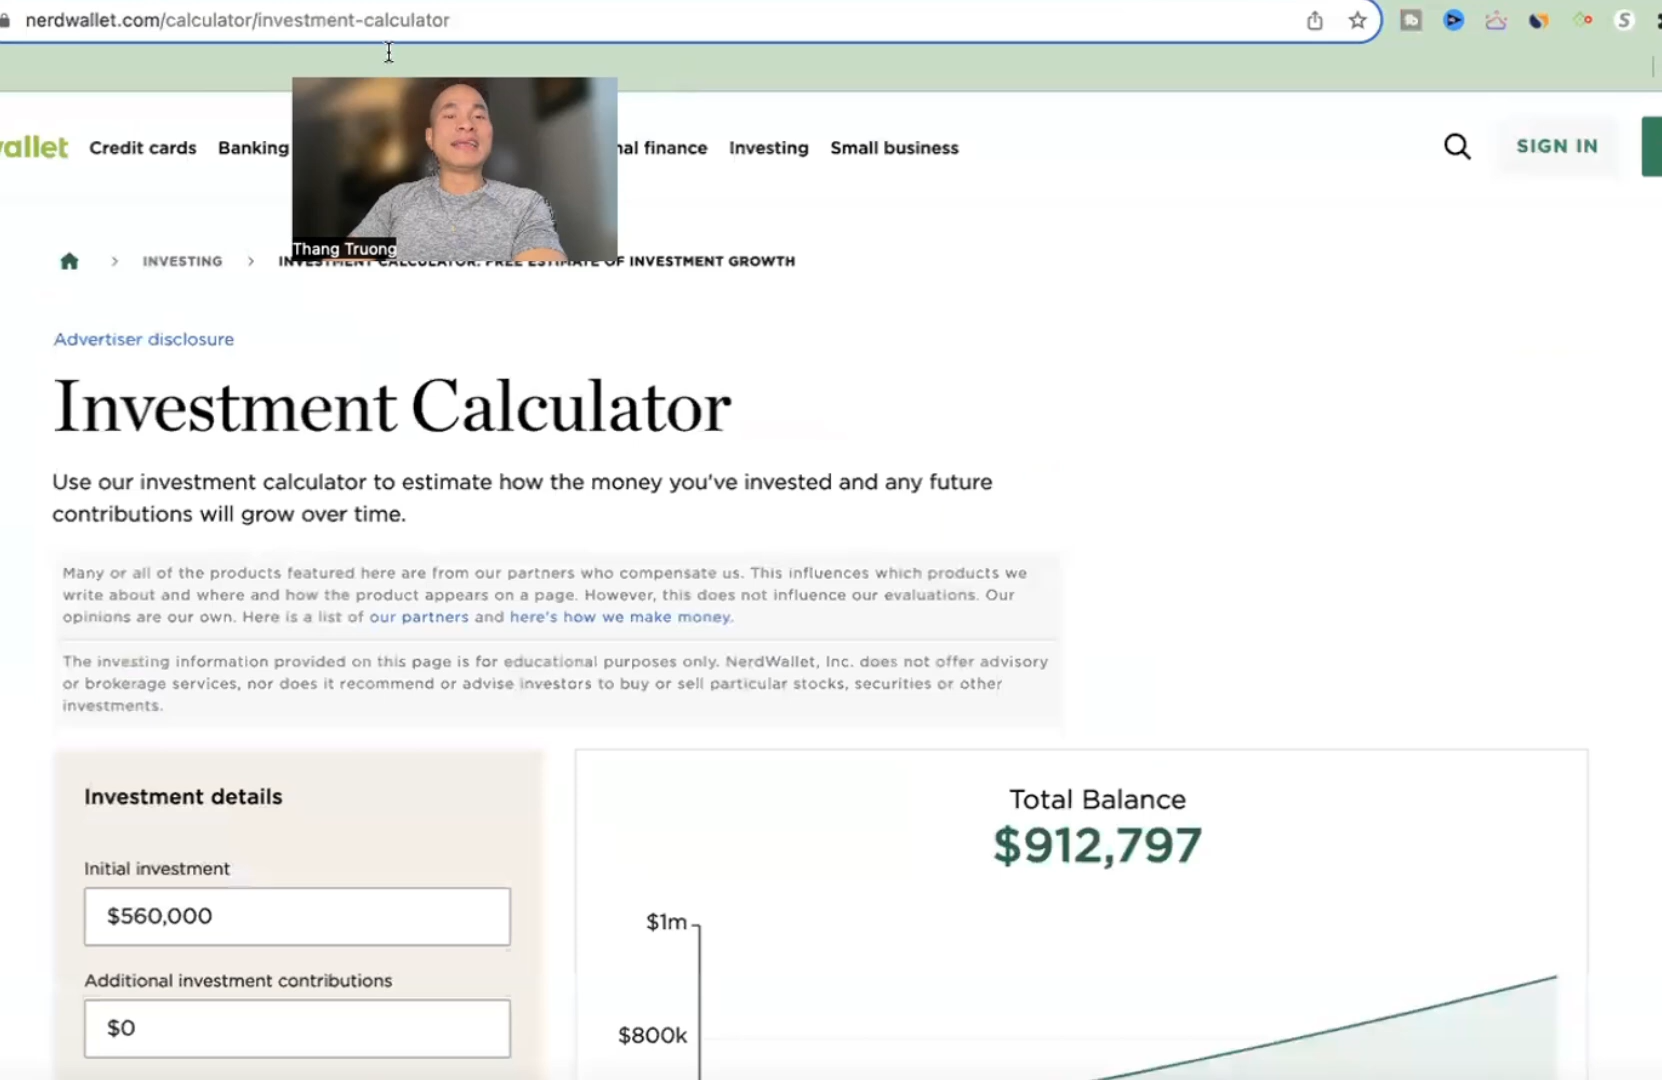 nerdwallet.com/calculator/investment-calculator
wallet Credit cards Banking nal finance Investing Small business SIGN IN
Thang Truong
INVESTING INVESTMENT CALCULATOR: FREE ESTIMATE OF INVESTMENT GROWTH
Advertiser disclosure
Investment Calculator
Use our investment calculator to estimate how the money you've invested and any future
contributions will grow over time.
Many or all of the products featured here are from our partners who compensate us. This influences which products we
write about and where and how the product appears on a page. However, this does not influence our evaluations. Our
opinions are our own. Here is a list of our partners and here's how we make money.
The investing information provided on this page is for educational purposes only. NerdWallet, Inc. does not offer advisory
or brokerage services, nor does it recommend or advise investors to buy or sell particular stocks, securities or other
investments.
Investment details
Initial investment
$560,000
Additional investment contributions
$0
Total Balance
$912,797
$1m
$800k